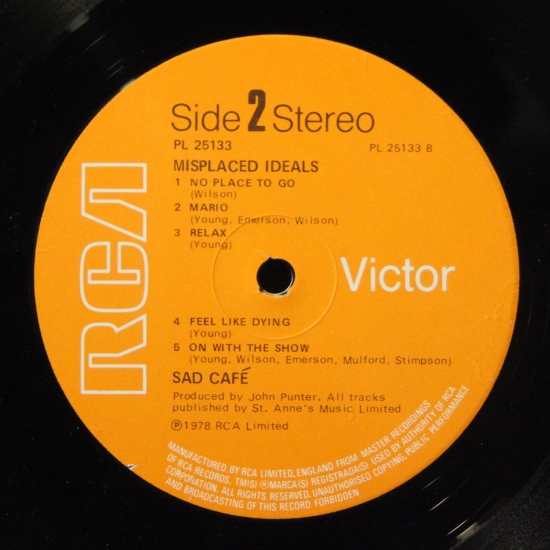 Side 2 Stereo
PL 25133
PL 25133 B
MISPLACED IDEALS
1 NO PLACE TO GO
(Wilson)
2 MARIO
(Young, Emerson, Wilson)
3 RELAX
(Young)
RCA
Victor
4 FEEL LIKE DYING
(Young)
5 ON WITH THE SHOW
(Young, Wilson, Emerson, Mulford, Stimpson)
SAD CAFÉ
Produced by John Punter. All tracks
published by St. Anne's Music Limited
Ⓟ1978 RCA Limited
MANUFACTURED BY RCA LIMITED, ENGLAND FROM MASTER RECORDINGS
OF RCA RECORDS. TM(S) ®MARCA(S) REGISTRADA(S) USED BY AUTHORITY OF RCA
CORPORATION. ALL RIGHTS RESERVED. UNAUTHORISED COPYING, PUBLIC PERFORMANCE
AND BROADCASTING OF THIS RECORD FORBIDDEN